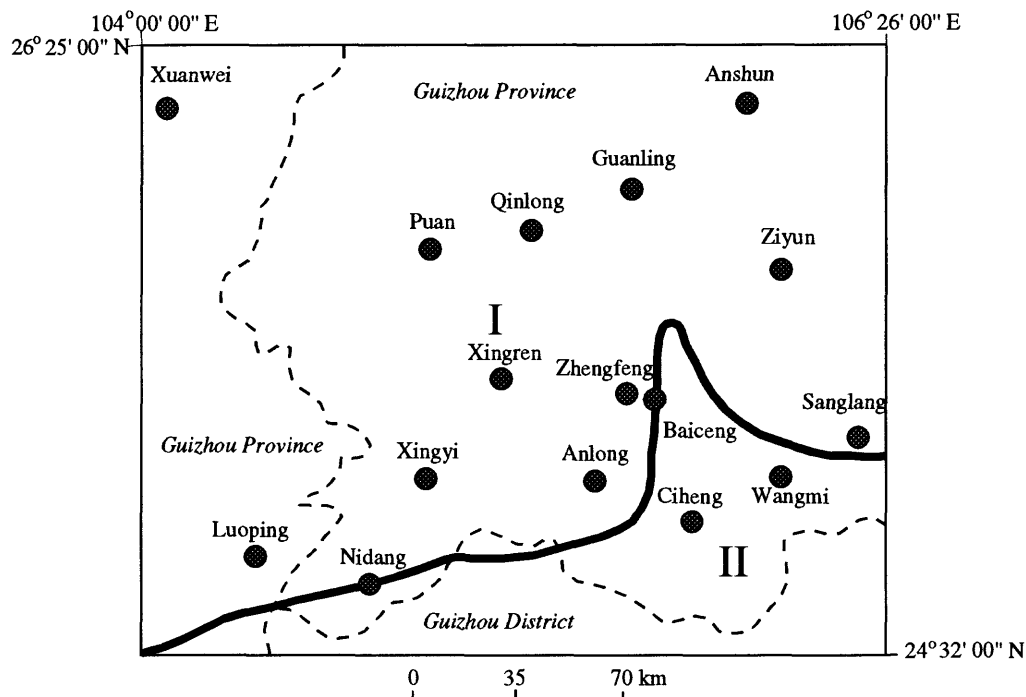 104° 00' 00" E
106° 26' 00" E
26° 25' 00" N
Xuanwei
Guizhou Province
Anshun
Guanling
Qinlong
Puan
Ziyun
I
Xingren
Zhengfeng
Sanglang
Baiceng
Guizhou Province
Xingyi
Anlong
Ciheng
Wangmi
Luoping
Nidang
II
Guizhou District
24° 32' 00" N
0 35 70 km